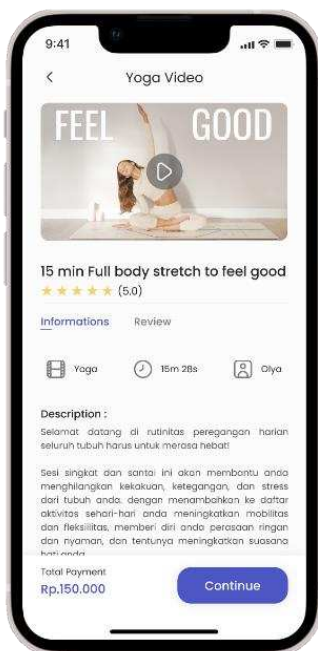 9:41
Yoga Video
FEEL GOOD
15 min Full body stretch to feel good
(5.0)
Informations Review
Yoga 15m 28s Olya
Description :
Selamat datang di rutinitas peregangan harian
seluruh tubuh harus untuk merasa hebat!
Sesi singkat dan santai ini akan membantu anda
menghilangkan kekakuan, ketegangan, dan stress
dari tubuh anda. dengan menambahkan ke daftar
aktivitas sehari-hari anda meningkatkan mobilitas
dan fleksilitas, memberi diri anda perasaan ringan
dan nyaman, dan tentunya meningkatkan suasana
hati anda
Total Payment
Rp.150.000 Continue